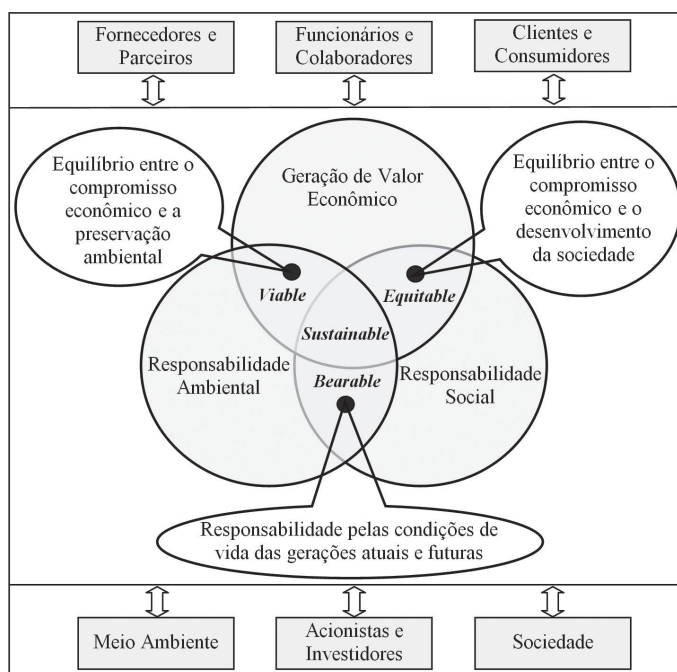 Fornecedores e
Parceiros
Funcionários e
Colaboradores
Clientes e
Consumidores
Equilíbrio entre o
compromisso
econômico e a
preservação
ambiental
Geração de Valor
Econômico
Equilíbrio entre o
compromisso
econômico e o
desenvolvimento
da sociedade
Viable
Equitable
Sustainable
Responsabilidade
Ambiental
Bearable
Responsabilidade
Social
Responsabilidade pelas condições de
vida das gerações atuais e futuras
Meio Ambiente
Acionistas e
Investidores
Sociedade